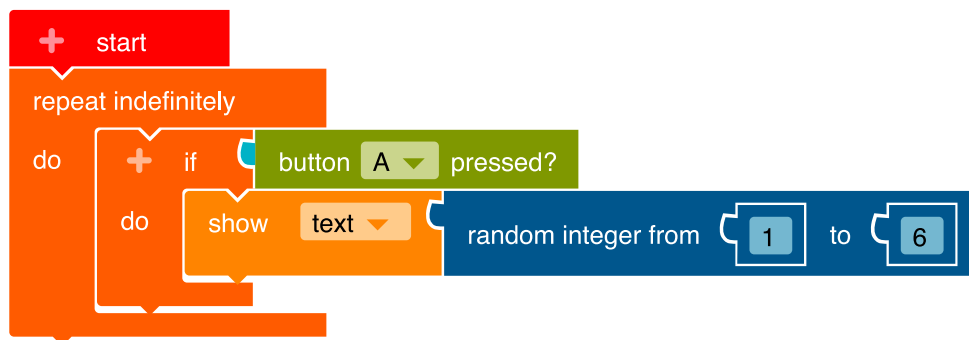 start
repeat indefinitely
do if button A pressed?
do show text random integer from 1 to 6